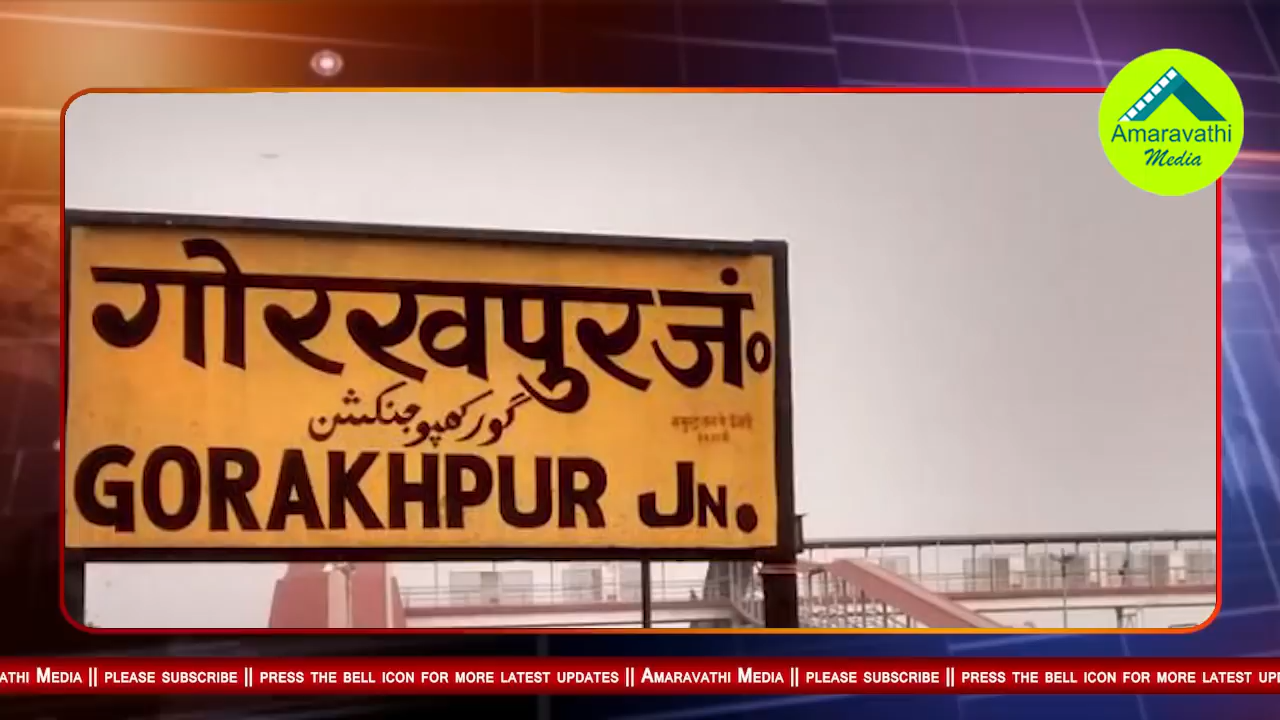 Amaravathi
Media
गोरखपुर जं०
گورکھپو جنکشن
GORAKHPUR JN.
ATHI MEDIA || PLEASE SUBSCRIBE || PRESS THE BELL ICON FOR MORE LATEST UPDATES || AMARAVATHI MEDIA || PLEASE SUBSCRIBE || PRESS THE BELL ICON FOR MORE LATEST UPD